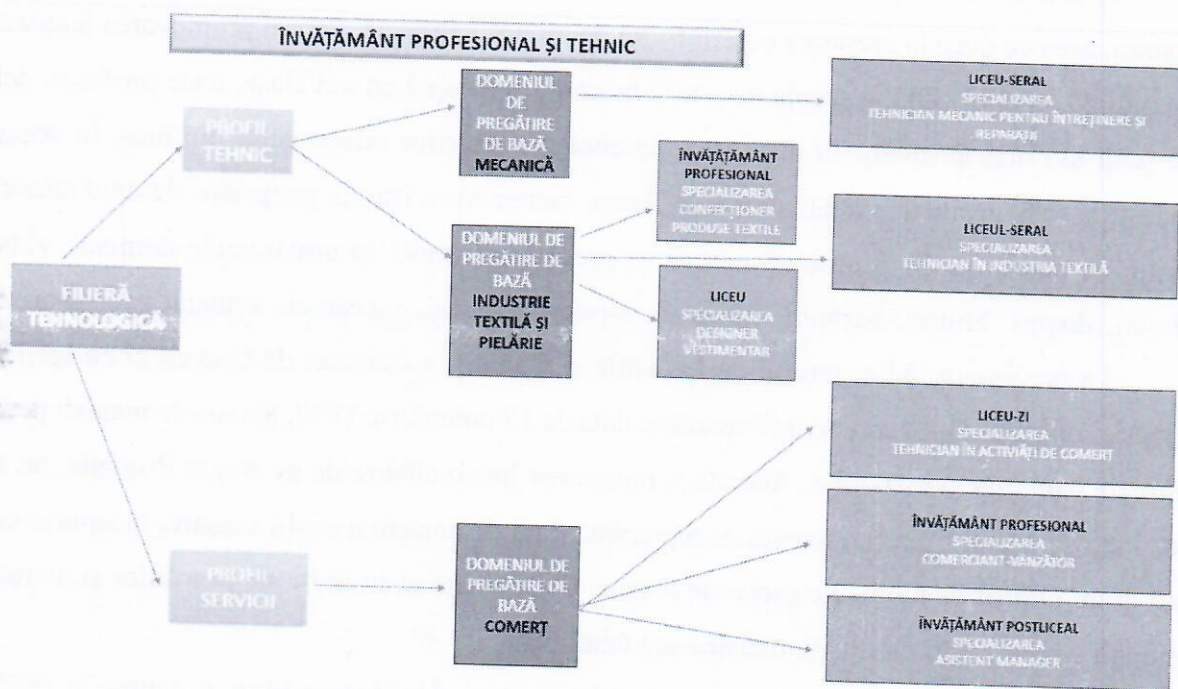 ÎNVĂȚĂMÂNT PROFESIONAL ȘI TEHNIC
FILIERĂ
TEHNOLOGICĂ
PROFIL
TEHNIC
PROFIL
SERVICII
DOMENIUL
DE
PREGĂTIRE
DE BAZĂ
MECANICĂ
DOMENIUL DE
PREGĂTIRE DE
BAZĂ
INDUSTRIE
TEXTILĂ ȘI
PIELĂRIE
DOMENIUL DE
PREGĂTIRE DE
BAZĂ
COMERȚ
ÎNVĂȚĂTĂMÂNT
PROFESIONAL
SPECIALIZAREA
CONFECȚIONER
PRODUSE TEXTILE
LICEU
SPECIALIZAREA
DESIGNER
VESTIMENTAR
LICEU-SERAL
SPECIALIZAREA
TEHNICIAN MECANIC PENTRU ÎNTREȚINERE ȘI
REPARAȚII
LICEUL-SERAL
SPECIALIZAREA
TEHNICIAN ÎN INDUSTRIA TEXTILĂ
LICEU-ZI
SPECIALIZAREA
TEHNICIAN ÎN ACTIVIĂȚI DE COMERȚ
ÎNVĂȚĂMÂNT PROFESIONAL
SPECIALIZAREA
COMERCIANT-VÂNZĂTOR
ÎNVĂȚĂMÂNT POSTLICEAL
SPECIALIZAREA
ASISTENT MANAGER